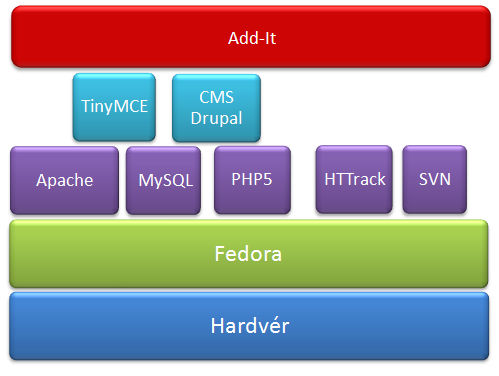 Add-It
TinyMCE
CMS
Drupal
Apache
MySQL
PHP5
HTTrack
SVN
Fedora
Hardvér